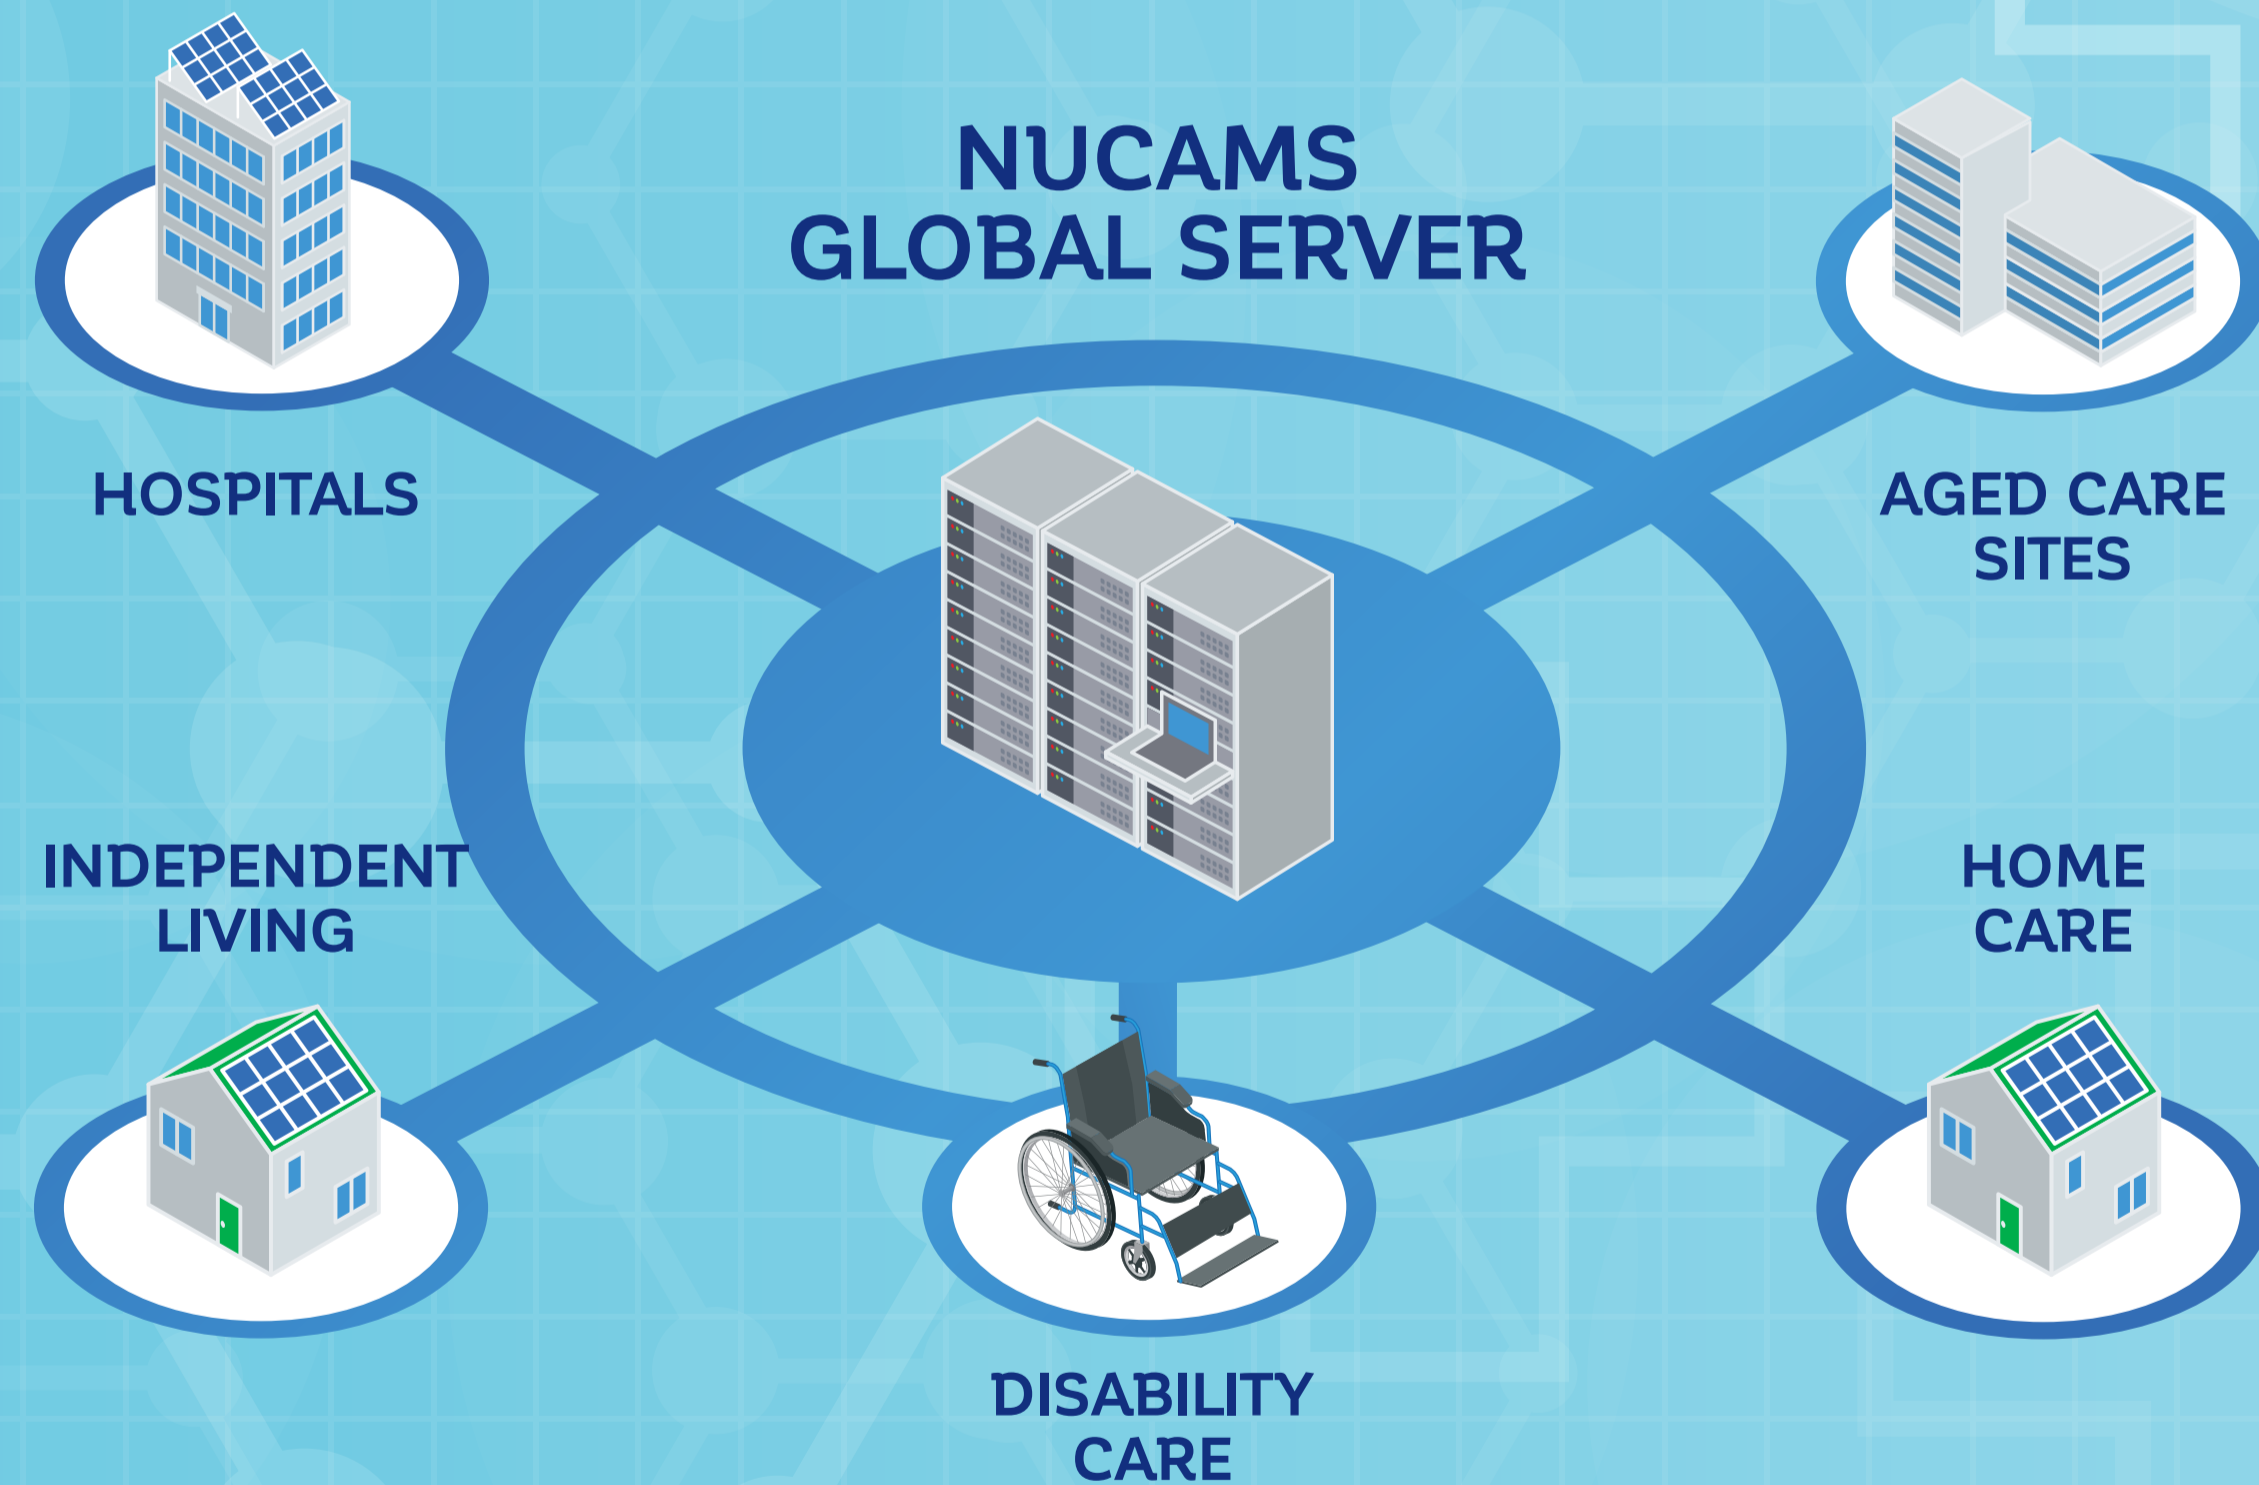 NUCAMS
GLOBAL SERVER
HOSPITALS
AGED CARE
SITES
INDEPENDENT
LIVING
HOME
CARE
DISABILITY
CARE